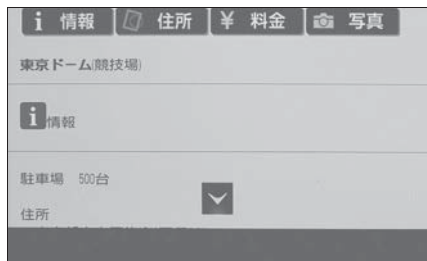 i 情報 住所 ¥ 料金 写真
東京ドーム(競技場)
i 情報
駐車場 500台
住所